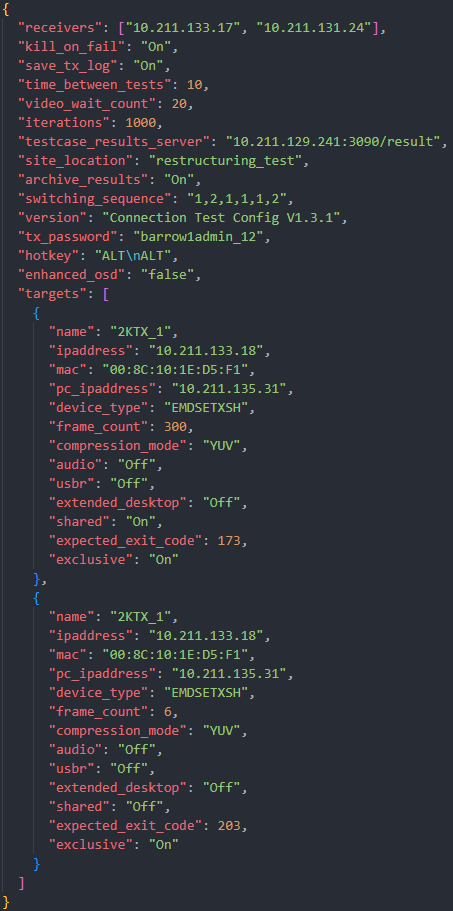 {
  "receivers": ["10.211.133.17", "10.211.131.24"],
  "kill_on_fail": "On",
  "save_tx_log": "On",
  "time_between_tests": 10,
  "video_wait_count": 20,
  "iterations": 1000,
  "testcase_results_server": "10.211.129.241:3090/result",
  "site_location": "restructuring_test",
  "archive_results": "On",
  "switching_sequence": "1,2,1,1,1,2",
  "version": "Connection Test Config V1.3.1",
  "tx_password": "barrow1admin_12",
  "hotkey": "ALT\nALT",
  "enhanced_osd": "false",
  "targets": [
    {
      "name": "2KTX_1",
      "ipaddress": "10.211.133.18",
      "mac": "00:8C:10:1E:D5:F1",
      "pc_ipaddress": "10.211.135.31",
      "device_type": "EMDSETXSH",
      "frame_count": 300,
      "compression_mode": "YUV",
      "audio": "Off",
      "usbr": "Off",
      "extended_desktop": "Off",
      "shared": "On",
      "expected_exit_code": 173,
      "exclusive": "On"
    },
    {
      "name": "2KTX_1",
      "ipaddress": "10.211.133.18",
      "mac": "00:8C:10:1E:D5:F1",
      "pc_ipaddress": "10.211.135.31",
      "device_type": "EMDSETXSH",
      "frame_count": 6,
      "compression_mode": "YUV",
      "audio": "Off",
      "usbr": "Off",
      "extended_desktop": "Off",
      "shared": "Off",
      "expected_exit_code": 203,
      "exclusive": "On"
    }
  ]
}